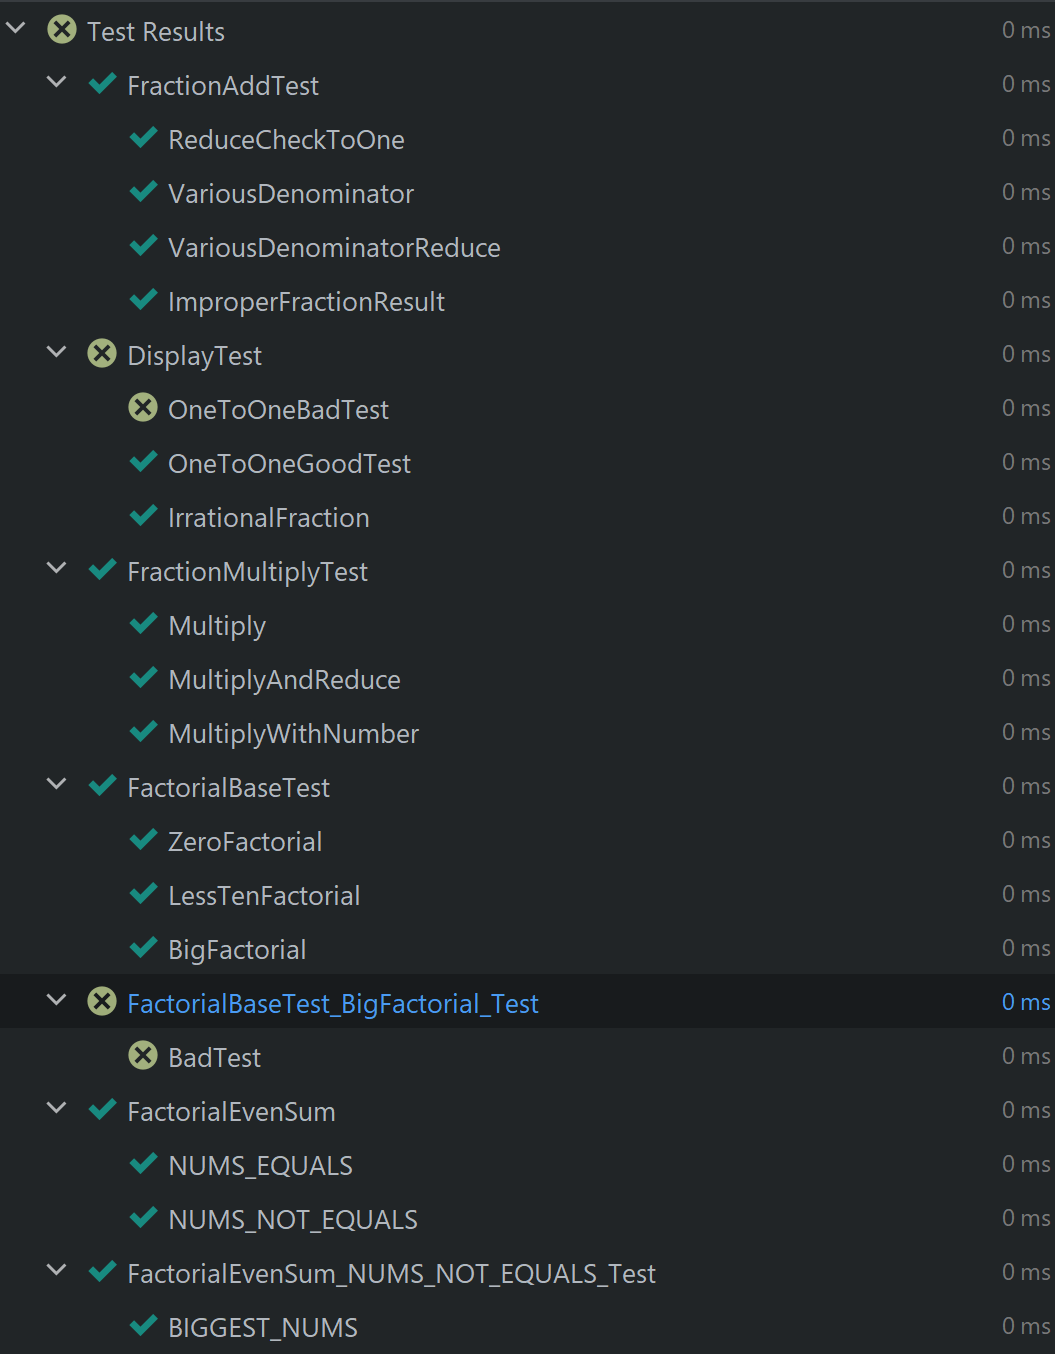 Test Results 0 ms
FractionAddTest 0 ms
ReduceCheckToOne 0 ms
VariousDenominator 0 ms
VariousDenominatorReduce 0 ms
ImproperFractionResult 0 ms
DisplayTest 0 ms
OneToOneBadTest 0 ms
OneToOneGoodTest 0 ms
IrrationalFraction 0 ms
FractionMultiplyTest 0 ms
Multiply 0 ms
MultiplyAndReduce 0 ms
MultiplyWithNumber 0 ms
FactorialBaseTest 0 ms
ZeroFactorial 0 ms
LessTenFactorial 0 ms
BigFactorial 0 ms
FactorialBaseTest_BigFactorial_Test 0 ms
BadTest 0 ms
FactorialEvenSum 0 ms
NUMS_EQUALS 0 ms
NUMS_NOT_EQUALS 0 ms
FactorialEvenSum_NUMS_NOT_EQUALS_Test 0 ms
BIGGEST_NUMS 0 ms